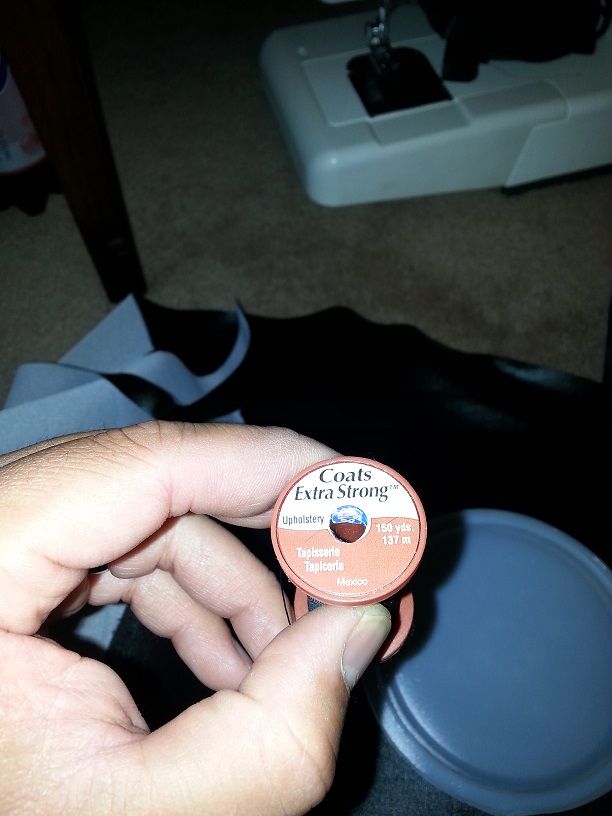 Coats
Extra Strong™
Upholstery
150 yds.
137 m
Tapisserie
Tapicería
Mexico